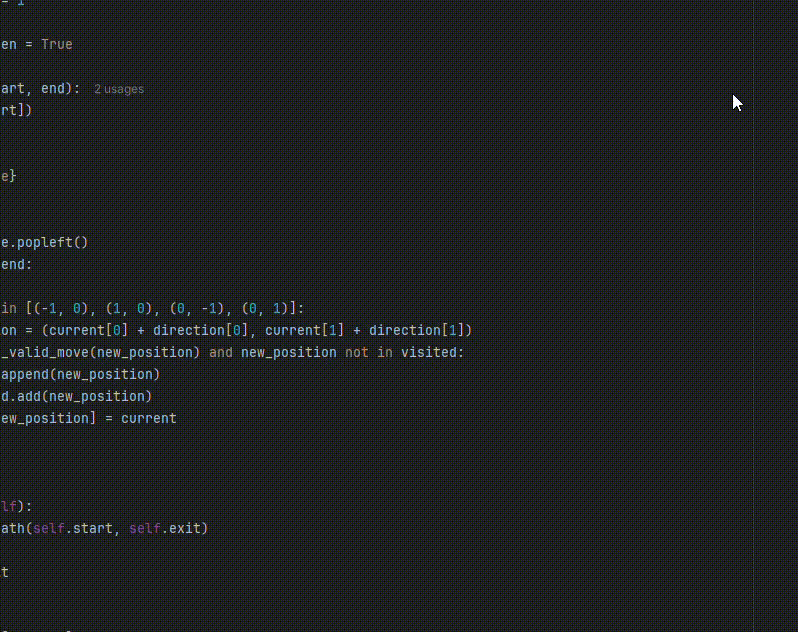 = 1
en = True
art, end): 2 usages
rt])
e}
e.popleft()
end:
in [(-1, 0), (1, 0), (0, -1), (0, 1)]:
on = (current[0] + direction[0], current[1] + direction[1])
_valid_move(new_position) and new_position not in visited:
append(new_position)
d.add(new_position)
ew_position] = current
lf):
ath(self.start, self.exit)
t